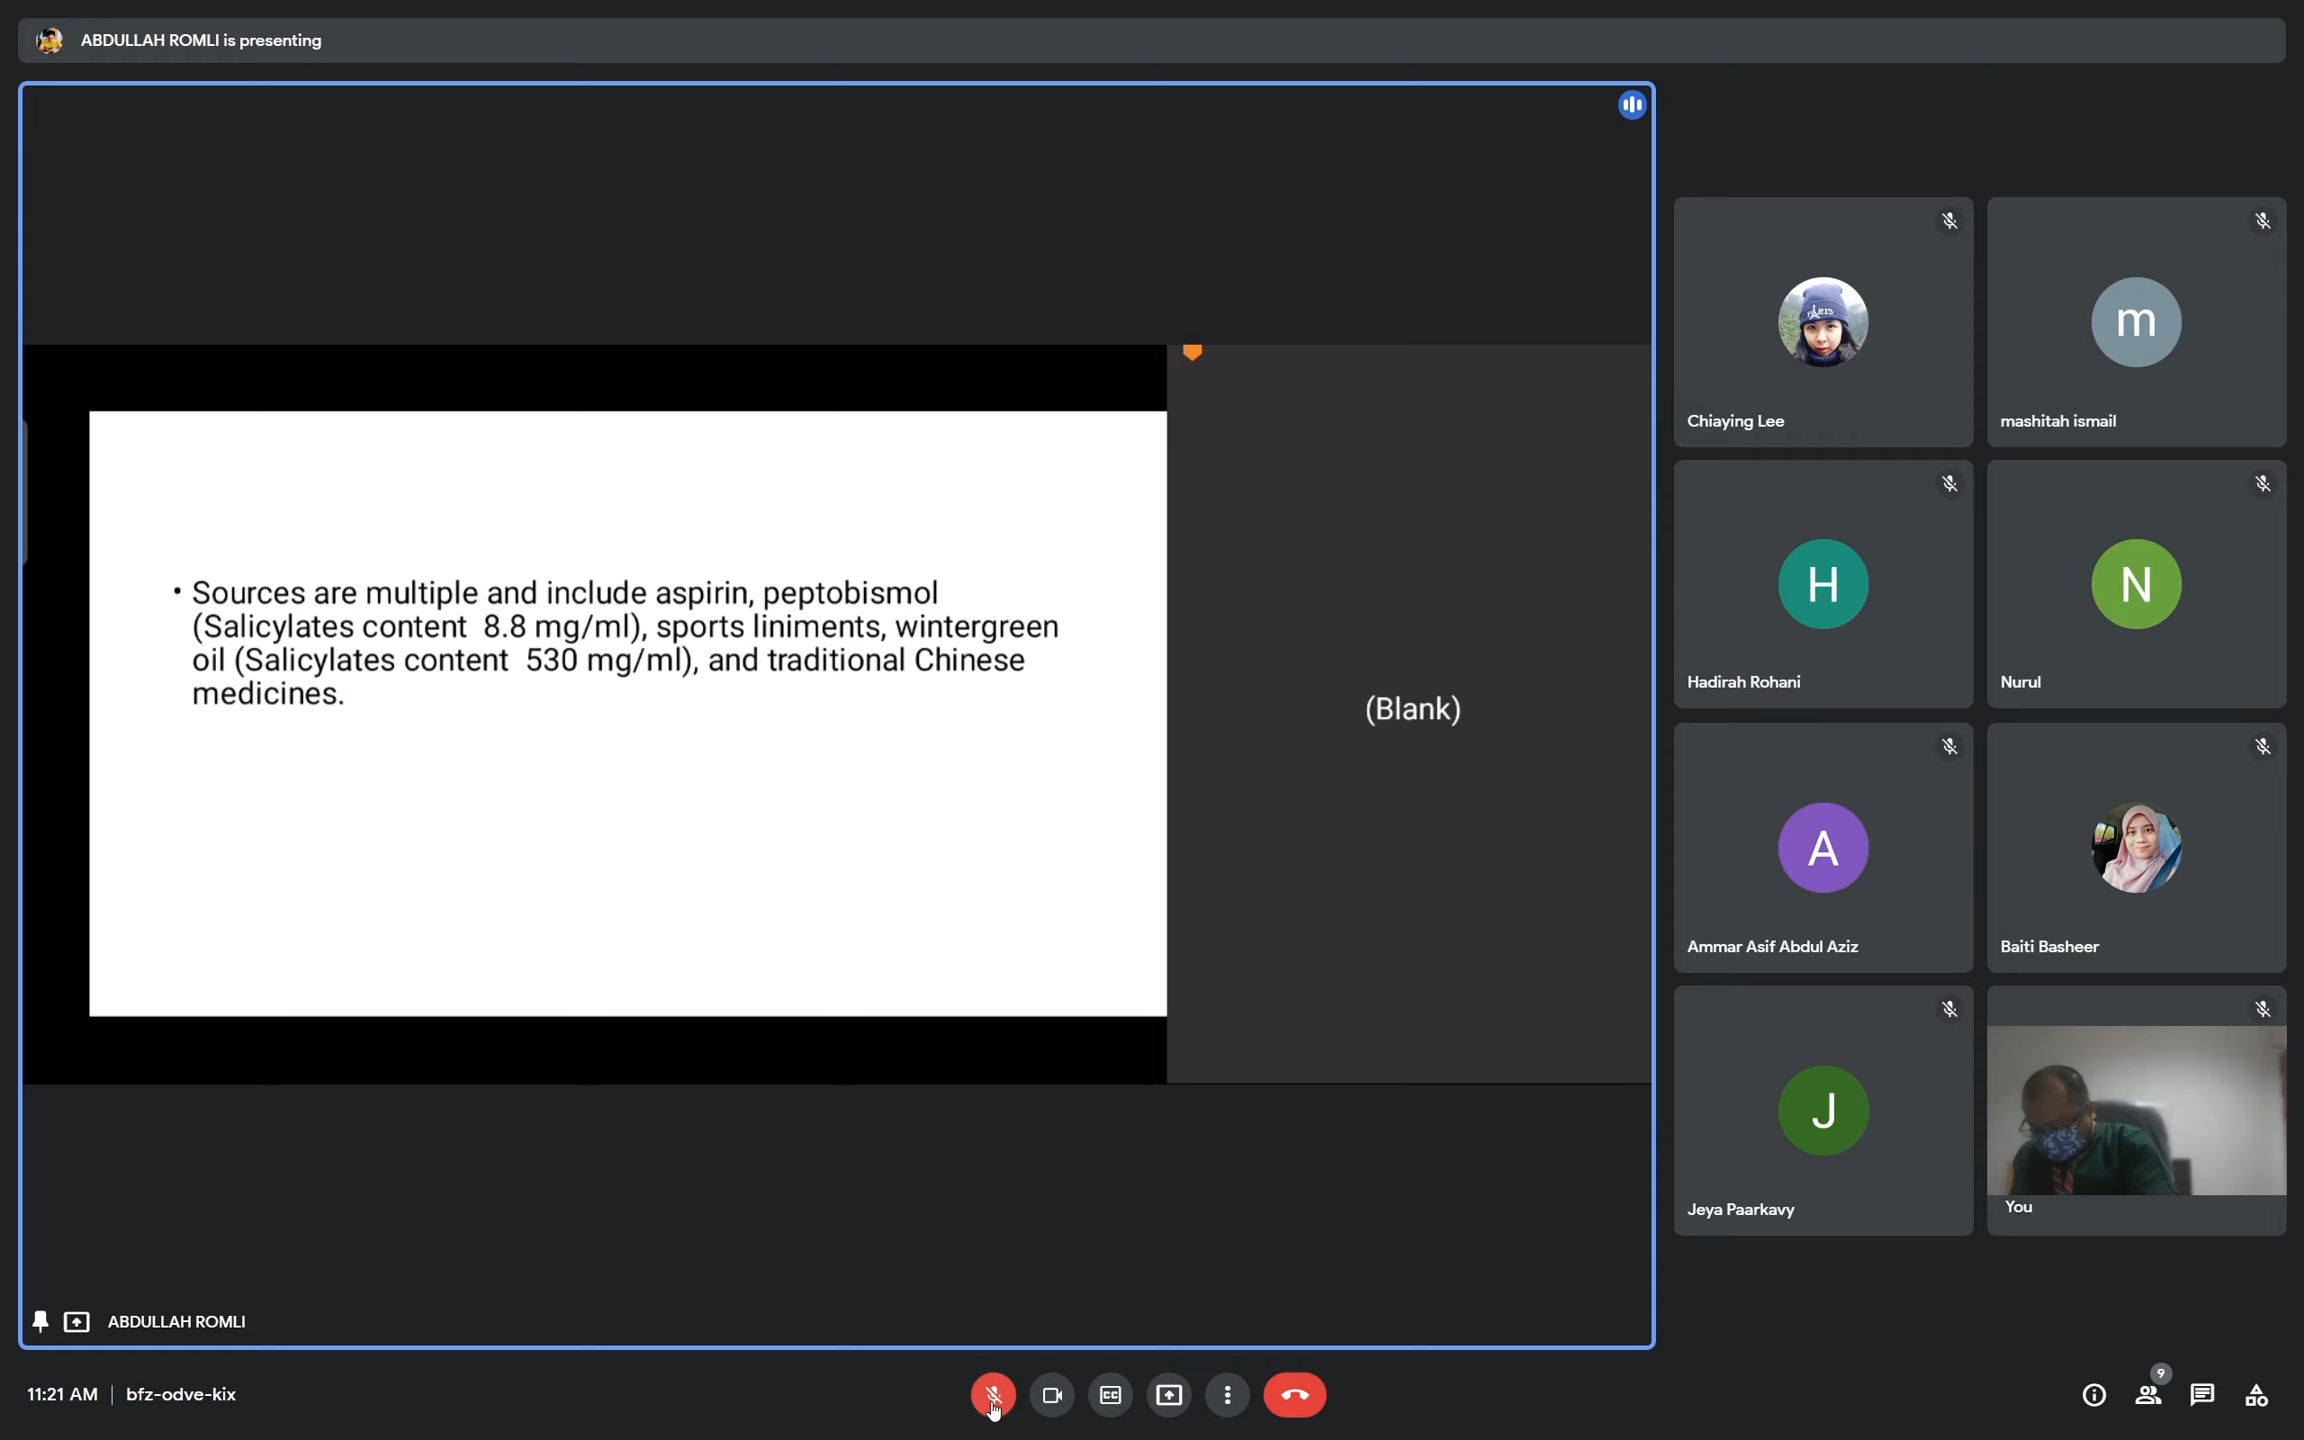 ABDULLAH ROMLI is presenting
• Sources are multiple and include aspirin, peptobismol
(Salicylates content 8.8 mg/ml), sports liniments, wintergreen
oil (Salicylates content 530 mg/ml), and traditional Chinese
medicines.
(Blank)
PARIS
Chiaying Lee
m
mashitah ismail
H
Hadirah Rohani
N
Nurul
A
Ammar Asif Abdul Aziz
Baiti Basheer
J
Jeya Paarkavy
You
ABDULLAH ROMLI
11:21 AM | bfz-odve-kix
CC
9